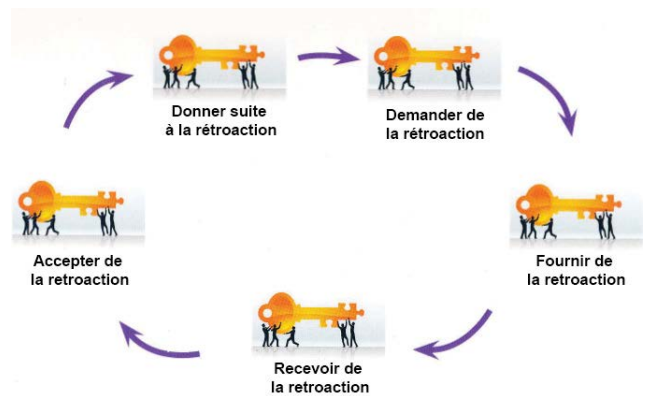 Donner suite
à la rétroaction
Demander de
la rétroaction
Fournir de
la retroaction
Recevoir de
la retroaction
Accepter de
la retroaction